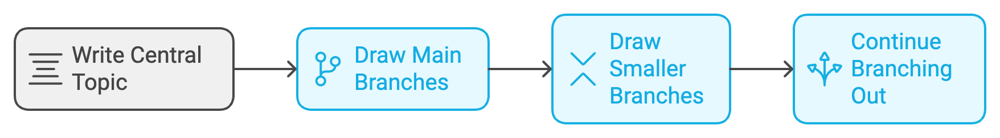 Write Central
Topic
Draw Main
Branches
Draw
Smaller
Branches
Continue
Branching
Out